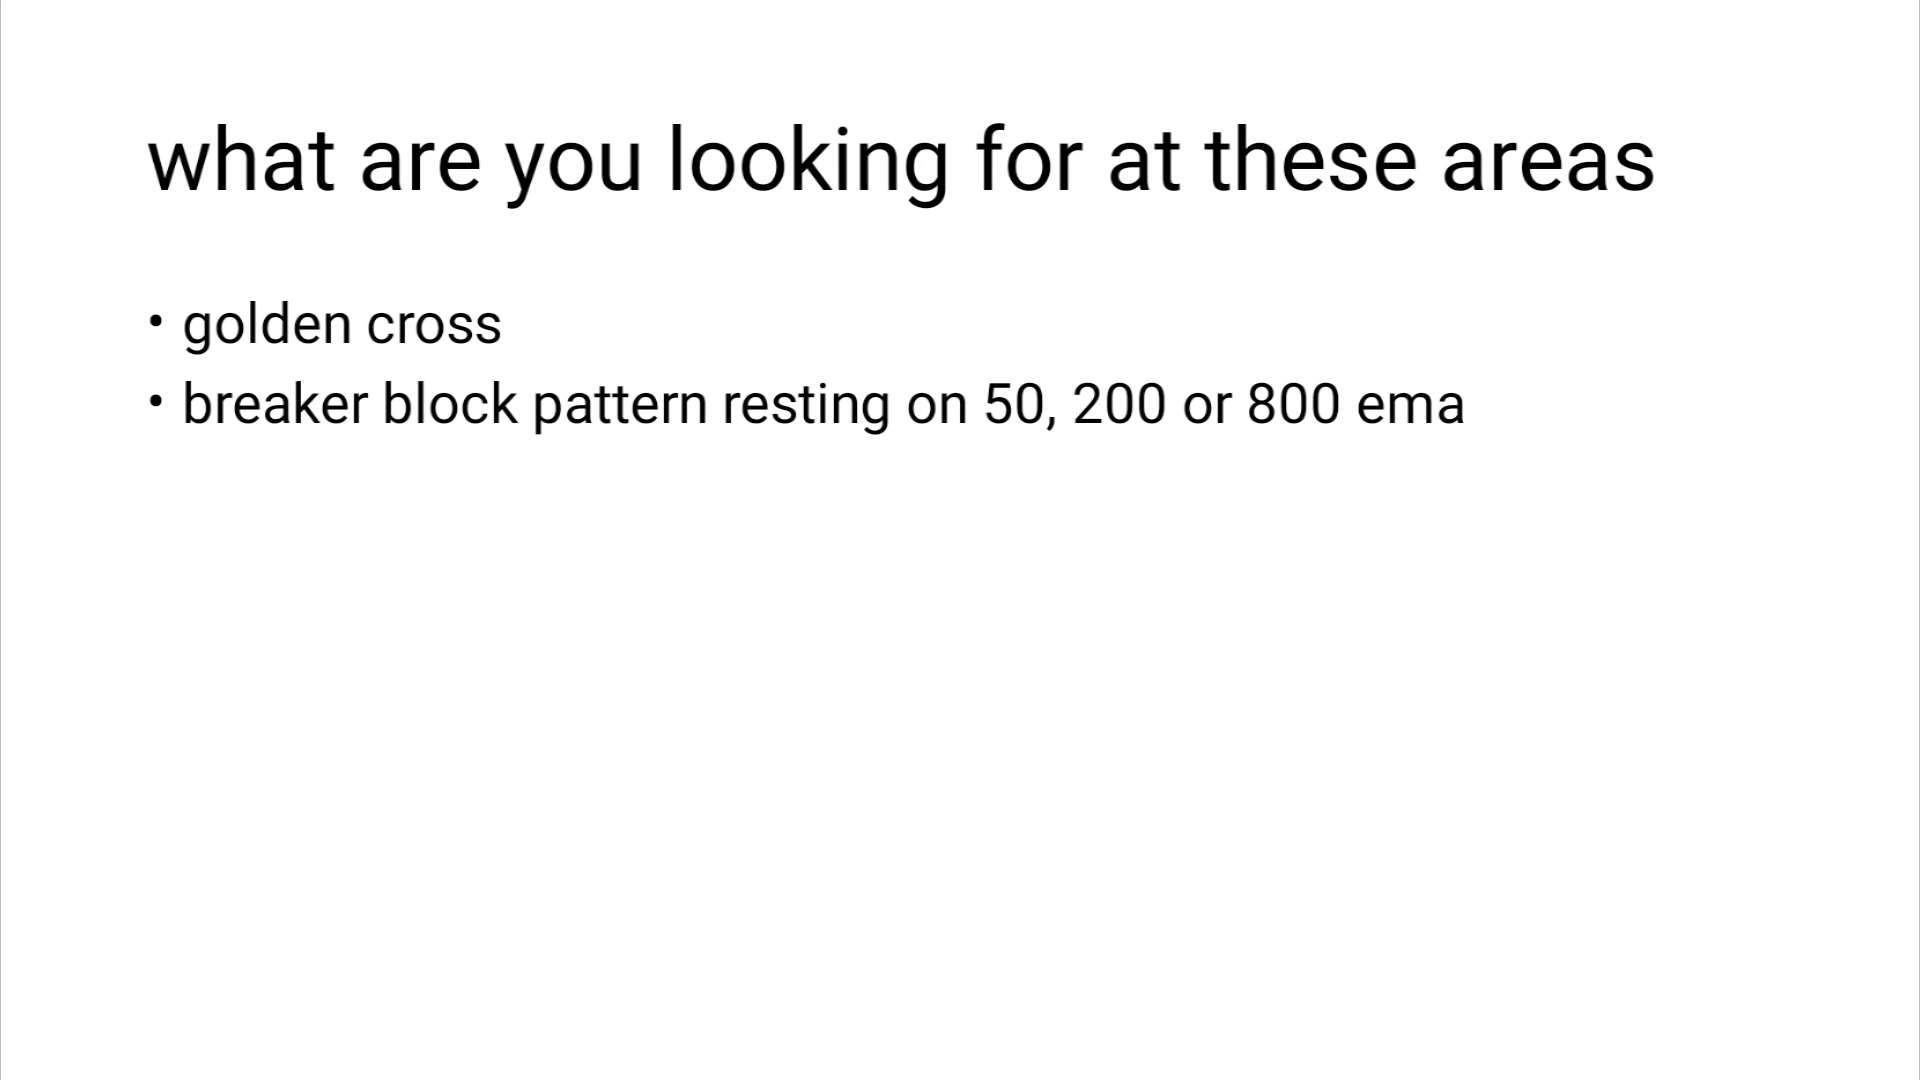 what are you looking for at these areas
• golden cross
• breaker block pattern resting on 50, 200 or 800 ema